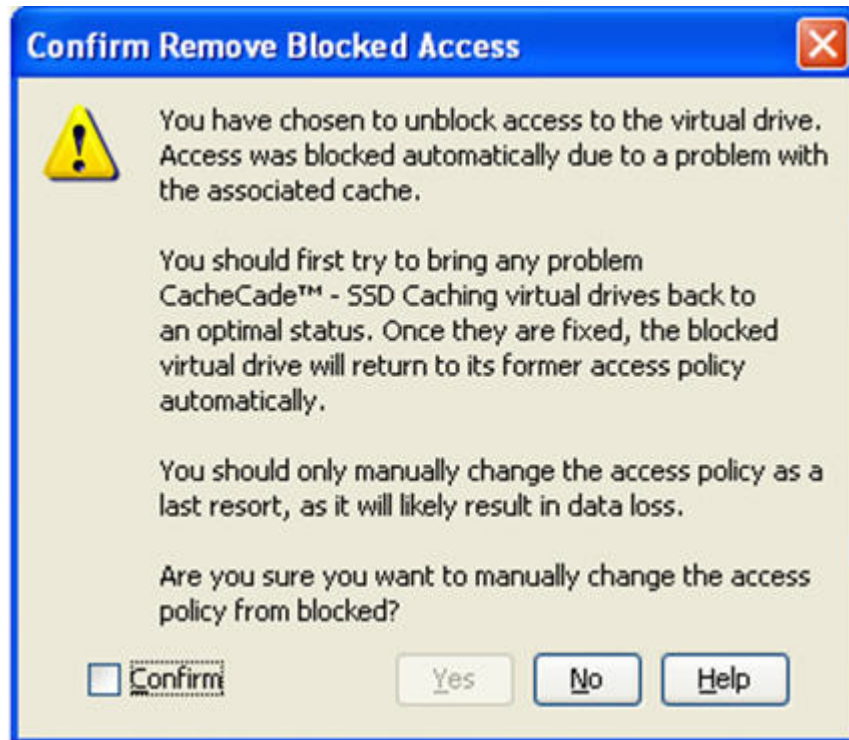 Confirm Remove Blocked Access
You have chosen to unblock access to the virtual drive.
Access was blocked automatically due to a problem with
the associated cache.
You should first try to bring any problem
CacheCade™ - SSD Caching virtual drives back to
an optimal status. Once they are fixed, the blocked
virtual drive will return to its former access policy
automatically.
You should only manually change the access policy as a
last resort, as it will likely result in data loss.
Are you sure you want to manually change the access
policy from blocked?
Confirm Yes No Help